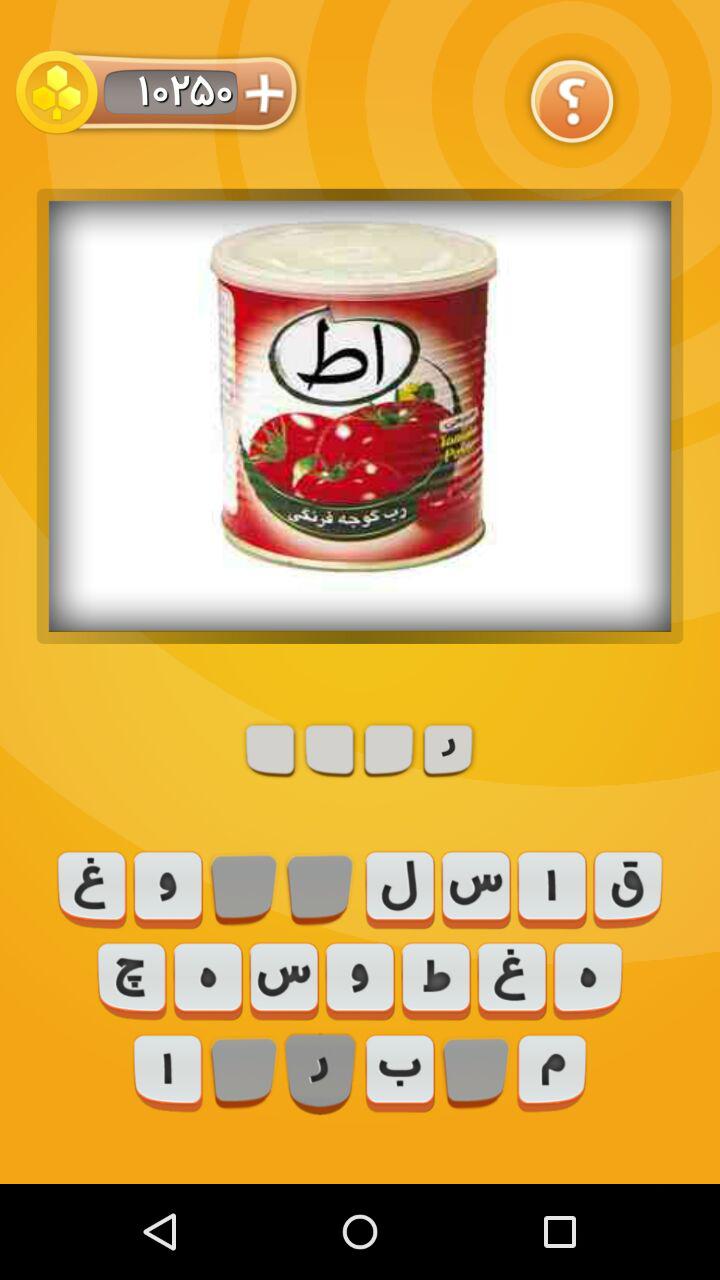 ۱۰۲۵۰ +
؟
اط
رب گوجه فرنگی
ر
ق ا س ل و غ
ه غ ط و س ه چ
م ب ر ا